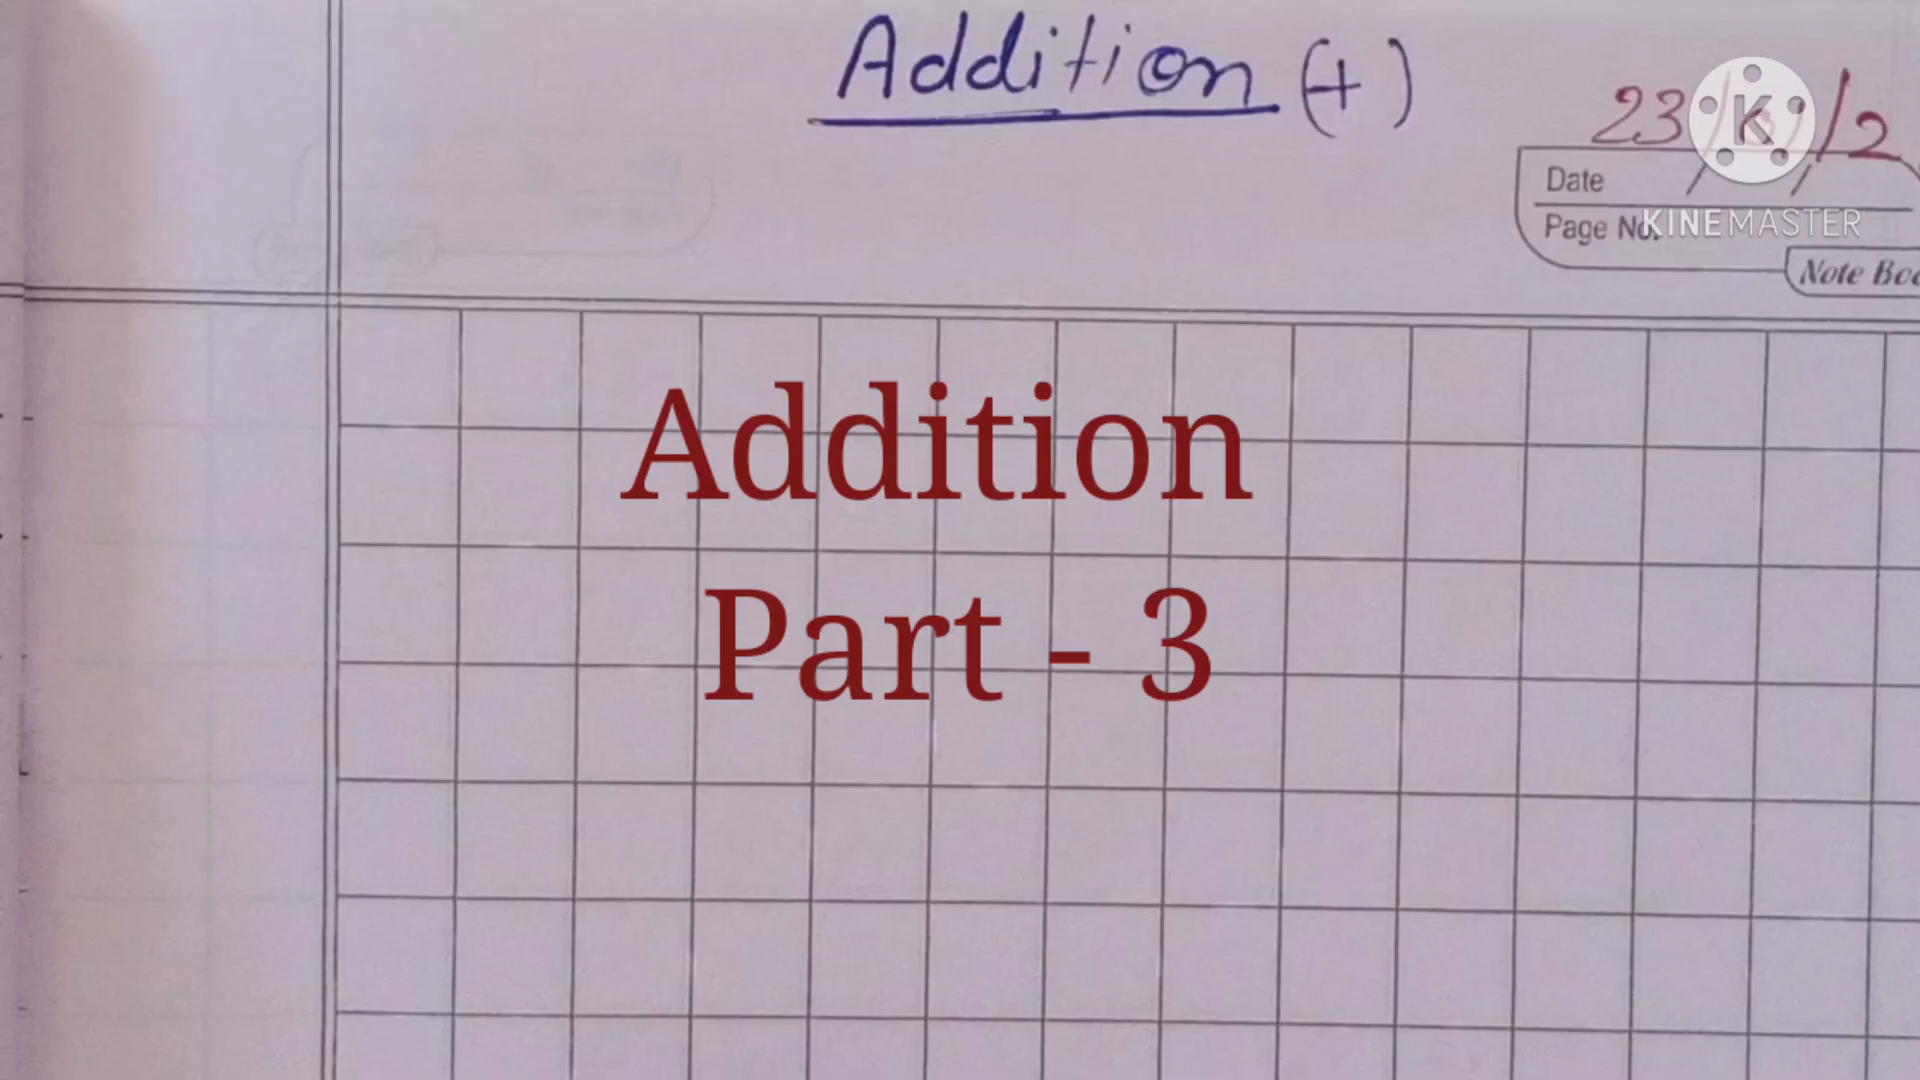 Addition (+)
23/ /2
Date
Page No.
KINEMASTER
Note Boo
Addition
Part - 3